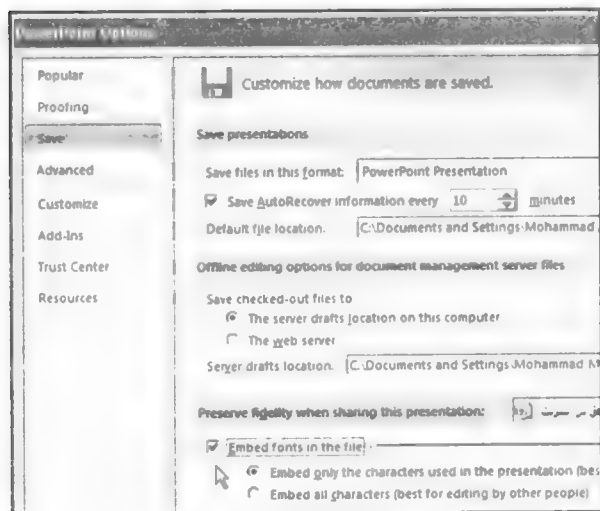 PowerPoint Options
Popular
Proofing
Save
Advanced
Customize
Add-Ins
Trust Center
Resources
Customize how documents are saved.
Save presentations
Save files in this format: PowerPoint Presentation
Save AutoRecover information every 10 minutes
Default file location. C:\Documents and Settings\Mohammad
Offline editing options for document management server files
Save checked-out files to
The server drafts location on this computer
The web server
Server drafts location. C:\Documents and Settings\Mohammad M
Preserve fidelity when sharing this presentation:
Embed fonts in the file
Embed only the characters used in the presentation (bes
Embed all characters (best for editing by other people)